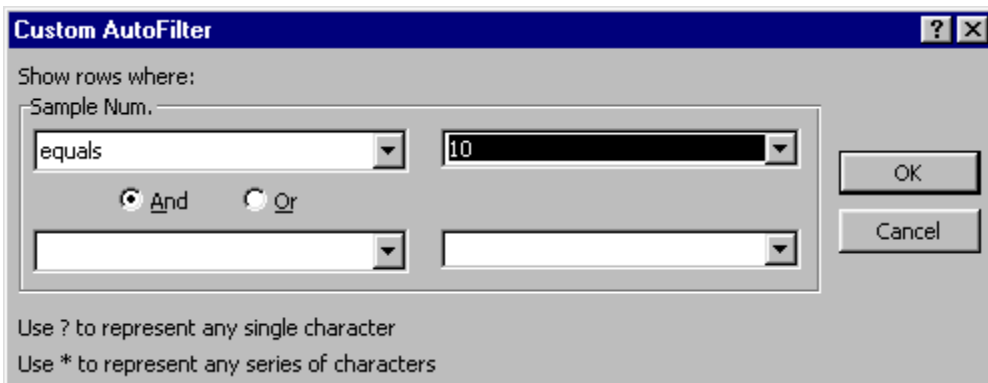 Custom AutoFilter
Show rows where:
Sample Num.
equals 10
And Or
OK
Cancel
Use ? to represent any single character
Use * to represent any series of characters